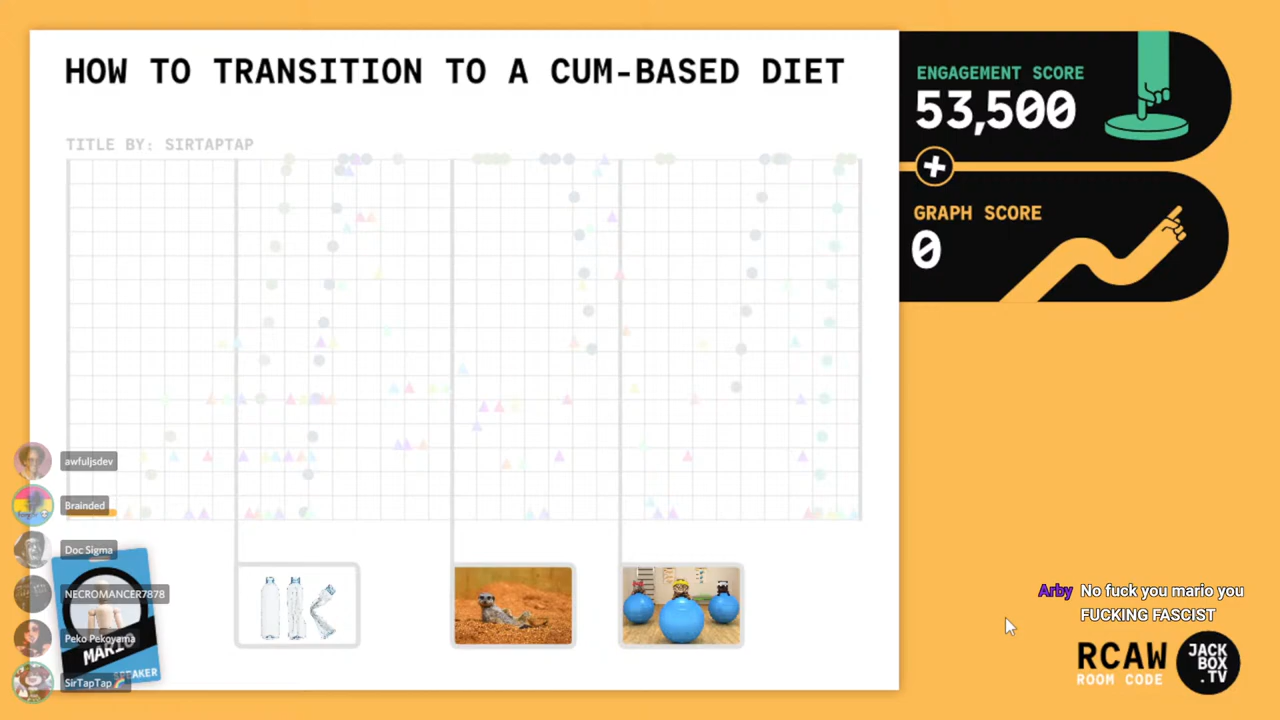 HOW TO TRANSITION TO A CUM-BASED DIET
TITLE BY: SIRTAPTAP
ENGAGEMENT SCORE
53,500
GRAPH SCORE
0
awfuljsdev
Brainded
Doc Sigma
NECROMANCER7878
Peko Pekoyama
SirTapTap
MARIO
SPEAKER
Arby No fuck you mario you
FUCKING FASCIST
RCAW
ROOM CODE
JACK
BOX
.TV